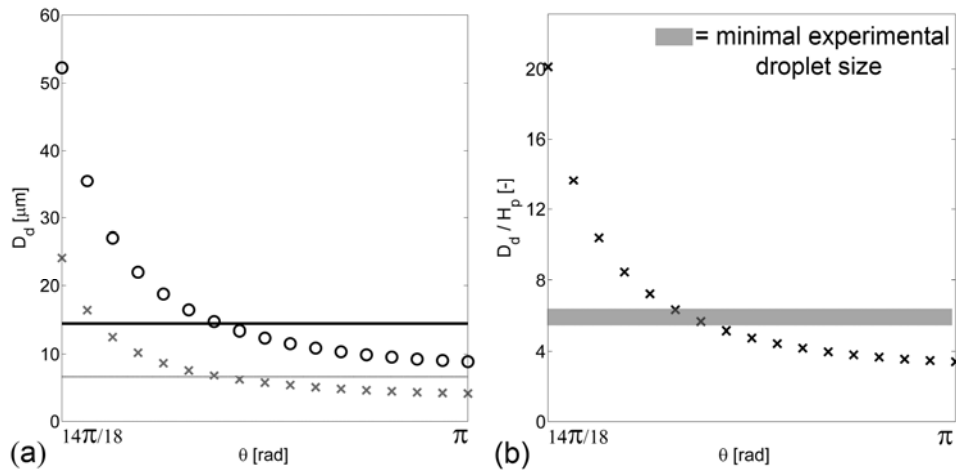 60
50
40
30
20
10
0
D_d [μm]
14π/18
π
θ [rad]
(a)
= minimal experimental
droplet size
20
16
12
8
4
0
D_d / H_p [-]
14π/18
π
θ [rad]
(b)